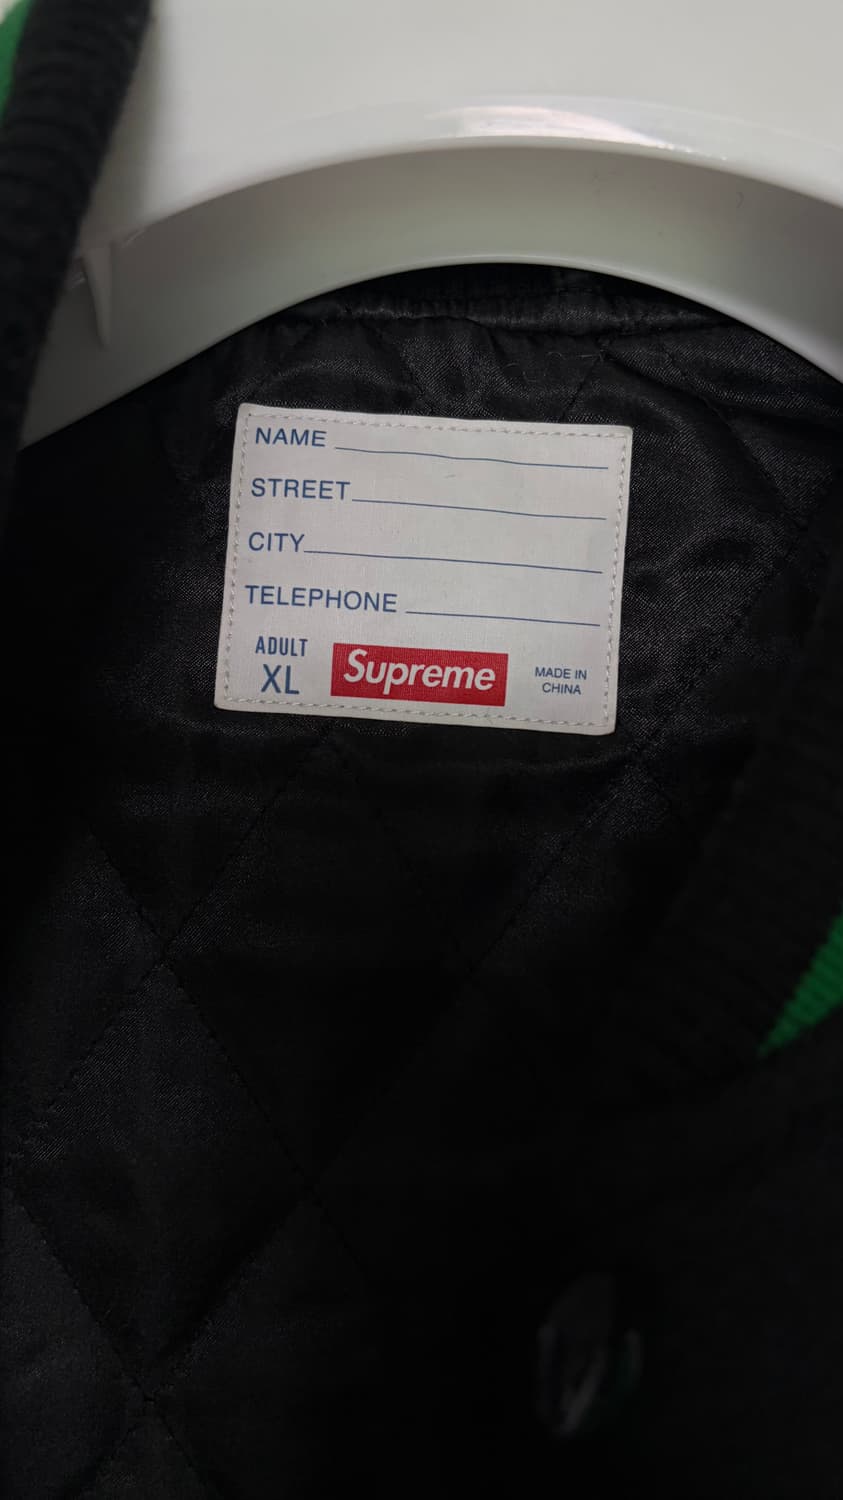 NAME
STREET
CITY
TELEPHONE
ADULT
XL
Supreme
MADE IN
CHINA